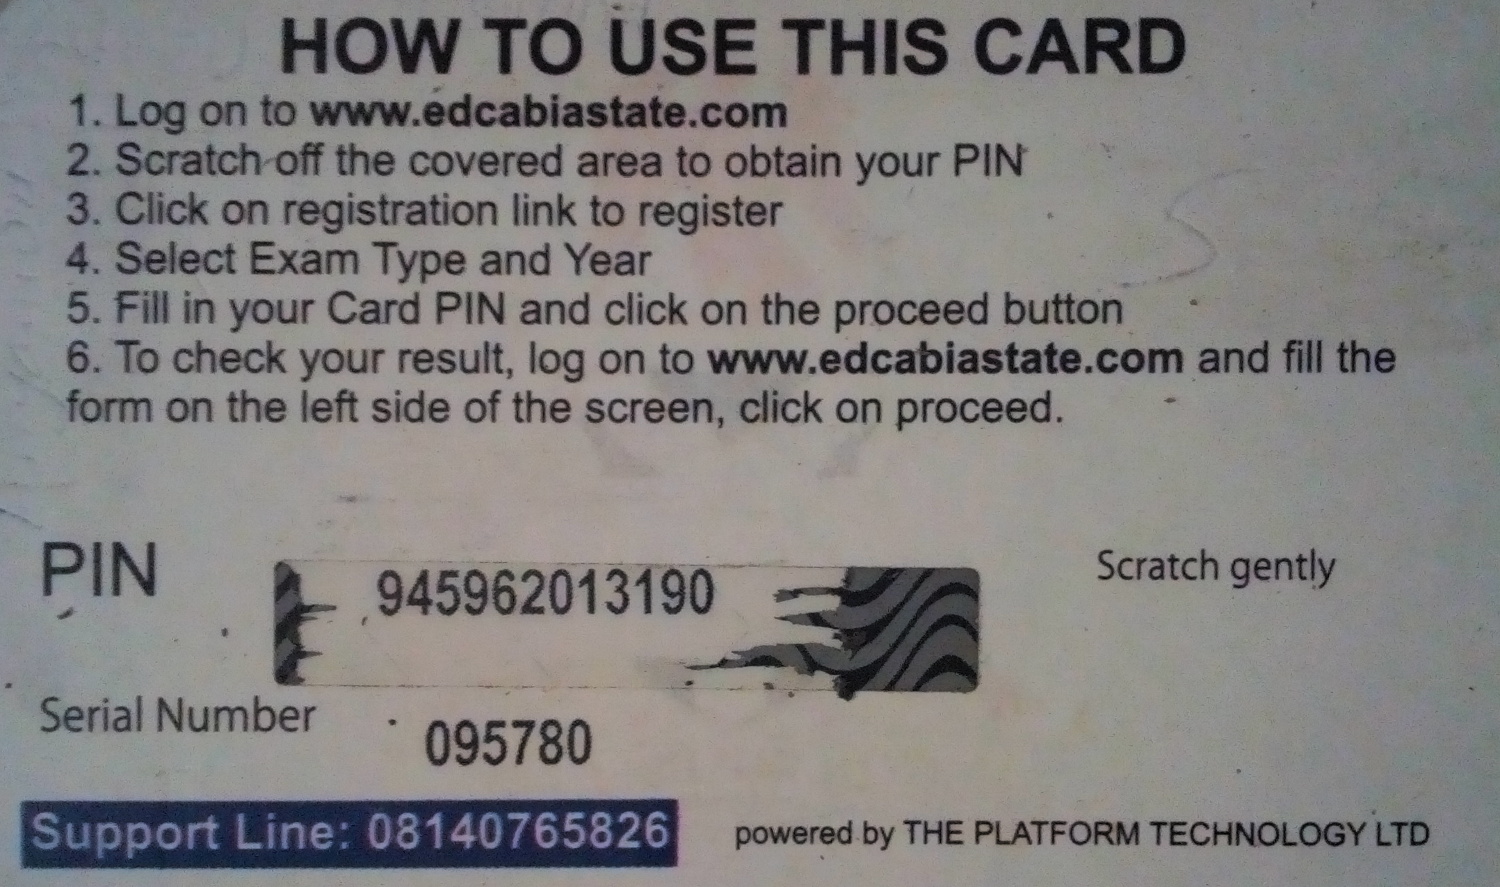 HOW TO USE THIS CARD
1. Log on to www.edcabiastate.com
2. Scratch off the covered area to obtain your PIN
3. Click on registration link to register
4. Select Exam Type and Year
5. Fill in your Card PIN and click on the proceed button
6. To check your result, log on to www.edcabiastate.com and fill the
form on the left side of the screen, click on proceed.
PIN
945962013190
Scratch gently
Serial Number
095780
Support Line: 08140765826
powered by THE PLATFORM TECHNOLOGY LTD